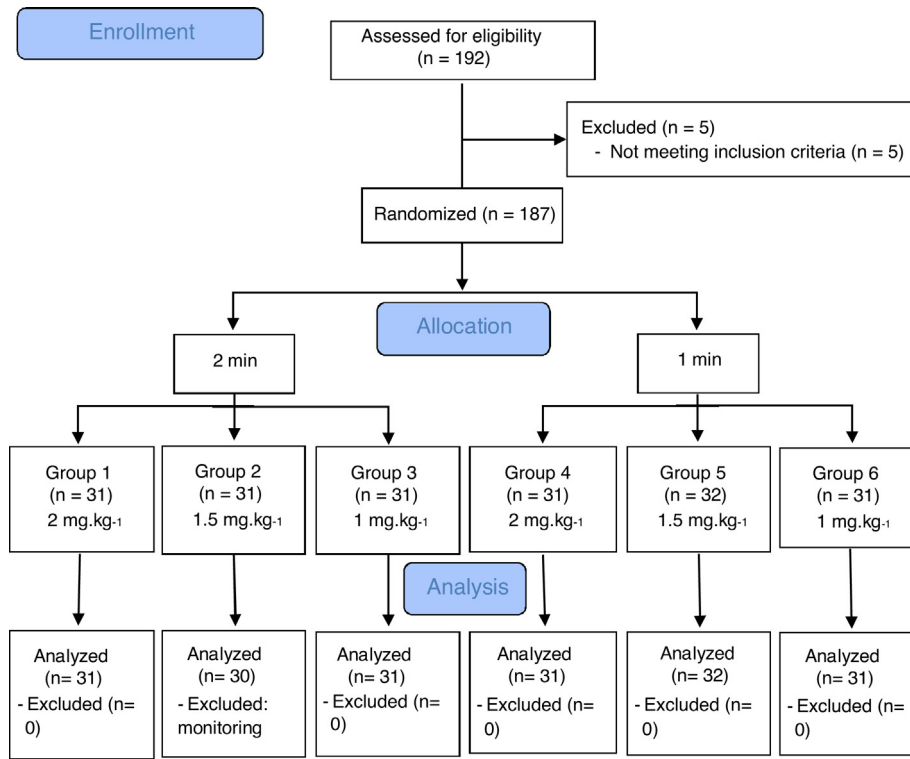 Enrollment
Assessed for eligibility
(n = 192)
Excluded (n = 5)
- Not meeting inclusion criteria (n = 5)
Randomized (n = 187)
Allocation
2 min
1 min
Group 1
(n = 31)
2 mg.kg-1
Group 2
(n = 31)
1.5 mg.kg-1
Group 3
(n = 31)
1 mg.kg-1
Group 4
(n = 31)
2 mg.kg-1
Group 5
(n = 32)
1.5 mg.kg-1
Group 6
(n = 31)
1 mg.kg-1
Analysis
Analyzed
(n= 31)
- Excluded (n=
0)
Analyzed
(n= 30)
- Excluded:
monitoring
Analyzed
(n= 31)
- Excluded (n=
0)
Analyzed
(n= 31)
- Excluded (n=
0)
Analyzed
(n= 32)
- Excluded (n=
0)
Analyzed
(n= 31)
- Excluded (n=
0)